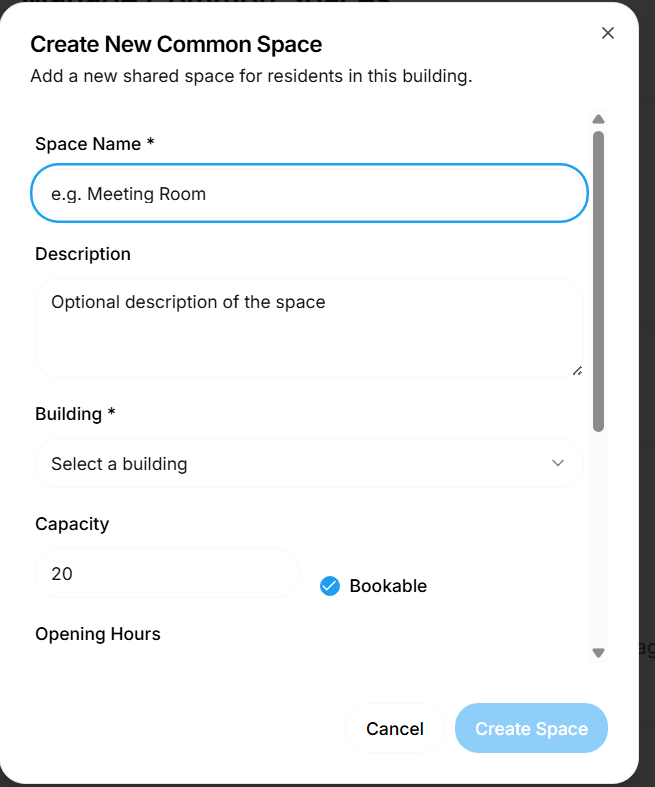 Create New Common Space
Add a new shared space for residents in this building.
Space Name *
e.g. Meeting Room
Description
Optional description of the space
Building *
Select a building
Capacity
20
Bookable
Opening Hours
Cancel
Create Space